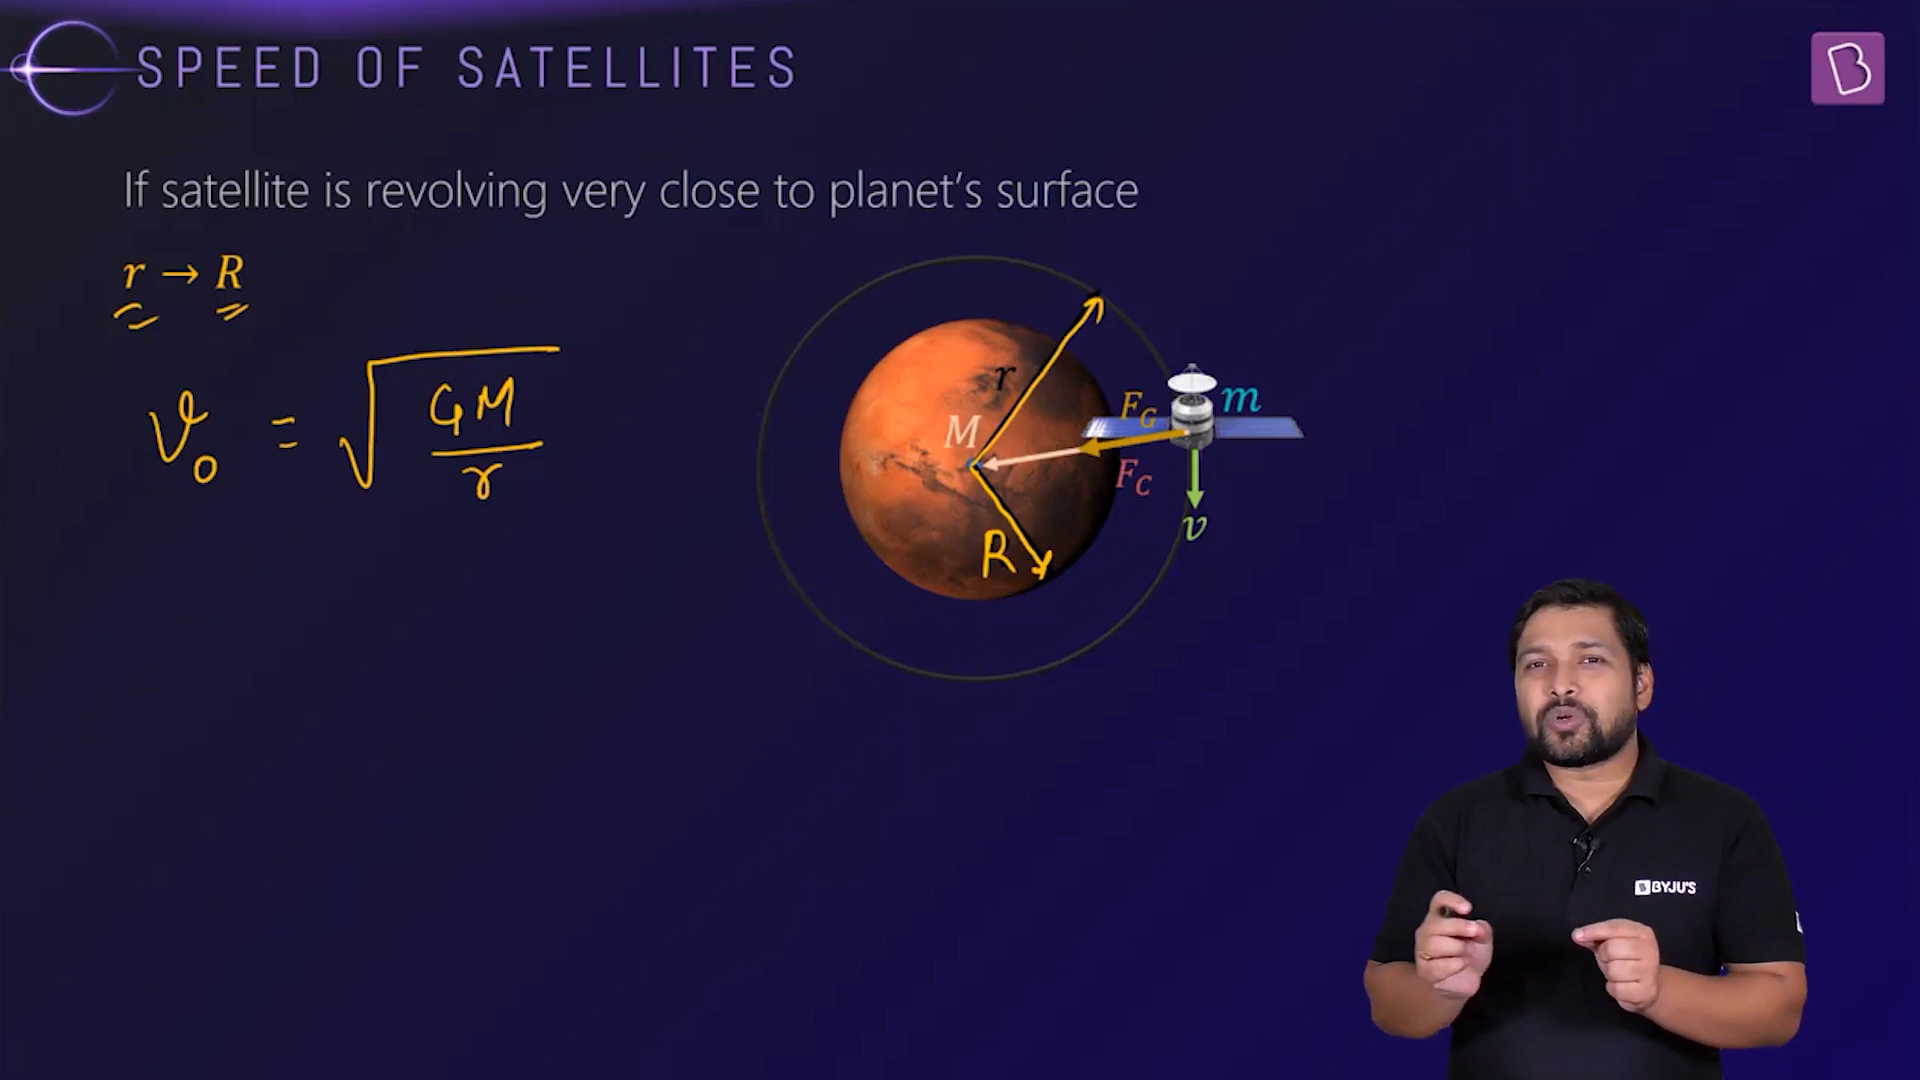 SPEED OF SATELLITES
B
If satellite is revolving very close to planet's surface
r → R
v₀ = √(GM/r)
r
M
R
F_G
m
F_C
v
BYJU'S